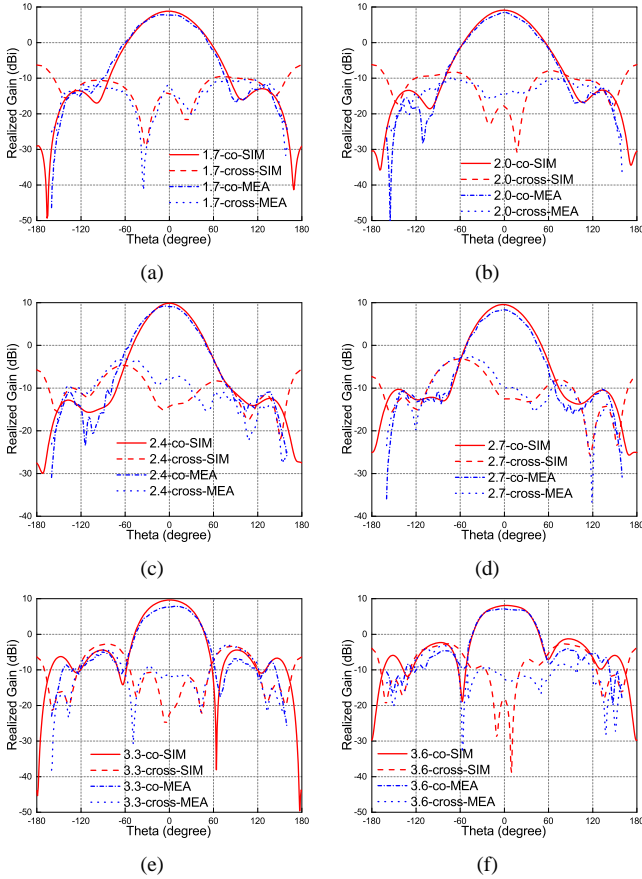 20
10
0
-10
-20
-30
-40
-50
Realized Gain (dBi)
1.7-co-SIM
1.7-cross-SIM
1.7-co-MEA
1.7-cross-MEA
-180 -120 -60 0 60 120 180
Theta (degree)
(a)
10
0
-10
-20
-30
-40
-50
Realized Gain (dBi)
2.0-co-SIM
2.0-cross-SIM
2.0-co-MEA
2.0-cross-MEA
-180 -120 -60 0 60 120 180
Theta (degree)
(b)
10
0
-10
-20
-30
-40
Realized Gain (dBi)
2.4-co-SIM
2.4-cross-SIM
2.4-co-MEA
2.4-cross-MEA
-180 -120 -60 0 60 120 180
Theta (degree)
(c)
10
0
-10
-20
-30
-40
Realized Gain (dBi)
2.7-co-SIM
2.7-cross-SIM
2.7-co-MEA
2.7-cross-MEA
-180 -120 -60 0 60 120 180
Theta (degree)
(d)
10
0
-10
-20
-30
-40
-50
Realized Gain (dBi)
3.3-co-SIM
3.3-cross-SIM
3.3-co-MEA
3.3-cross-MEA
-180 -120 -60 0 60 120 180
Theta (degree)
(e)
10
0
-10
-20
-30
-40
-50
Realized Gain (dBi)
3.6-co-SIM
3.6-cross-SIM
3.6-co-MEA
3.6-cross-MEA
-180 -120 -60 0 60 120 180
Theta (degree)
(f)